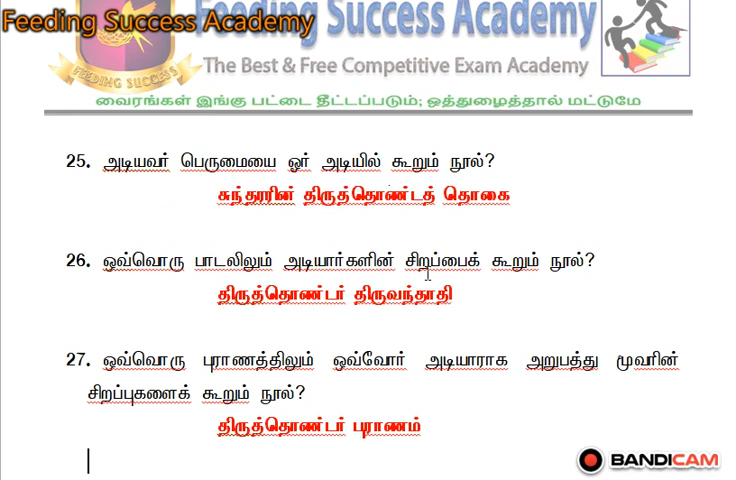 Feeding Success Academy
Feeding Success Academy
FEEDING SUCCESS
The Best & Free Competitive Exam Academy
வைரங்கள் இங்கு பட்டை தீட்டப்படும்; ஒத்துழைத்தால் மட்டுமே
25. அடியவர் பெருமையை ஓர் அடியில் கூறும் நூல்?
சுந்தரரின் திருத்தொண்டத் தொகை
26. ஒவ்வொரு பாடலிலும் அடியார்களின் சிறப்பைக் கூறும் நூல்?
திருத்தொண்டர் திருவந்தாதி
27. ஒவ்வொரு புராணத்திலும் ஒவ்வோர் அடியாராக அறுபத்து மூவரின்
சிறப்புகளைக் கூறும் நூல்?
திருத்தொண்டர் புராணம்
BANDICAM